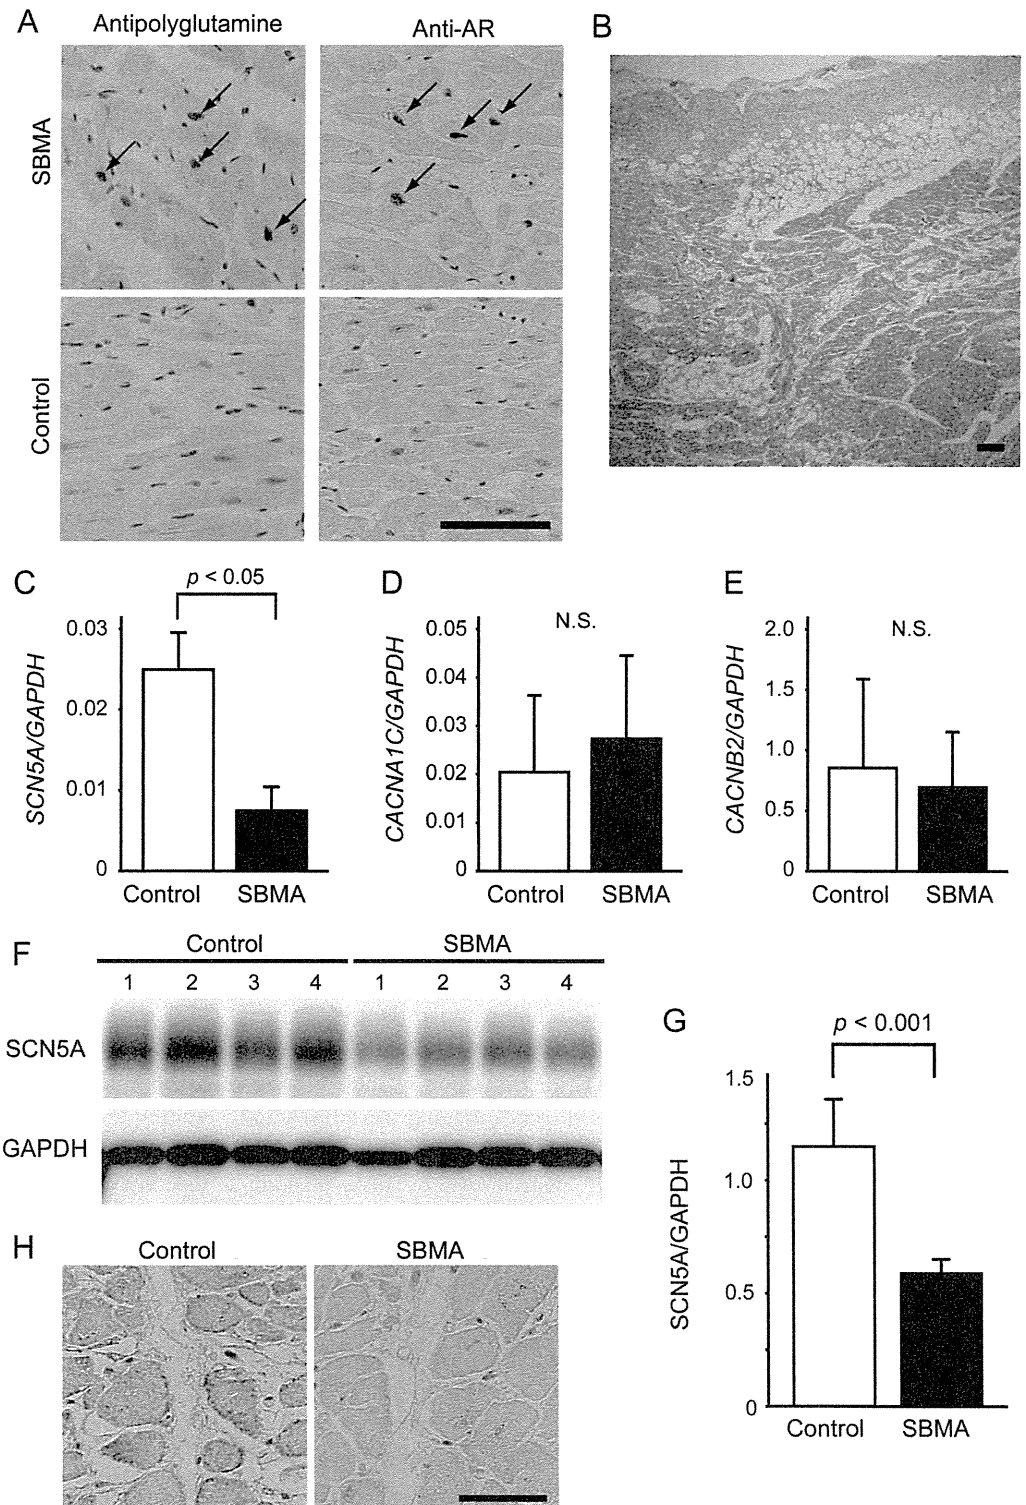 A
Antipolyglutamine
Anti-AR
B
SBMA
Control
C
p < 0.05
SCN5A/GAPDH
0.03
0.02
0.01
0
Control
SBMA
D
N.S.
CACNA1C/GAPDH
0.05
0.04
0.03
0.02
0.01
0
Control
SBMA
E
N.S.
CACNB2/GAPDH
2.0
1.5
1.0
0.5
0
Control
SBMA
F
Control
SBMA
1 2 3 4 1 2 3 4
SCN5A
GAPDH
G
p < 0.001
SCN5A/GAPDH
1.5
1.0
0.5
0
Control
SBMA
H
Control
SBMA